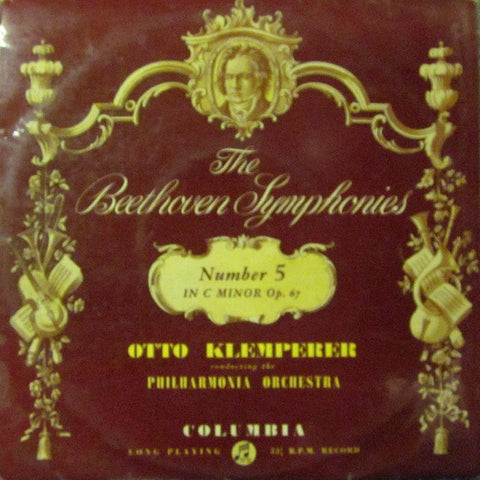 The
Beethoven Symphonies
Number 5
IN C MINOR Op. 67
OTTO KLEMPERER
conducting the
PHILHARMONIA ORCHESTRA
COLUMBIA
LONG PLAYING 33⅓ R.P.M. RECORD